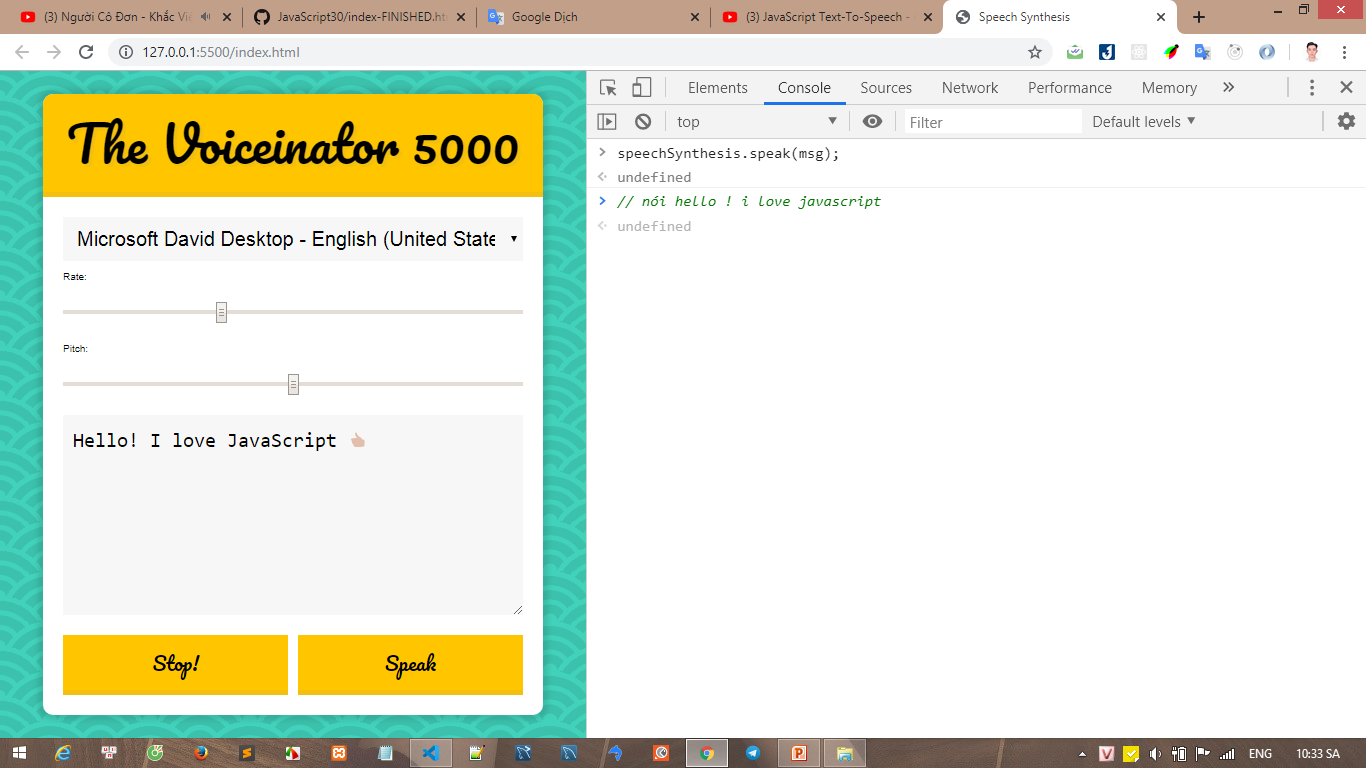 (3) Người Cô Đơn - Khắc Việ
JavaScript30/index-FINISHED.ht
Google Dịch
(3) JavaScript Text-To-Speech -
Speech Synthesis
127.0.0.1:5500/index.html
The Voiceinator 5000
Microsoft David Desktop - English (United State
Rate:
Pitch:
Hello! I love JavaScript 👍🏼
Stop!
Speak
Elements Console Sources Network Performance Memory »
top Filter Default levels
speechSynthesis.speak(msg);
undefined
// nói hello ! i love javascript
undefined
ENG 10:33 SA